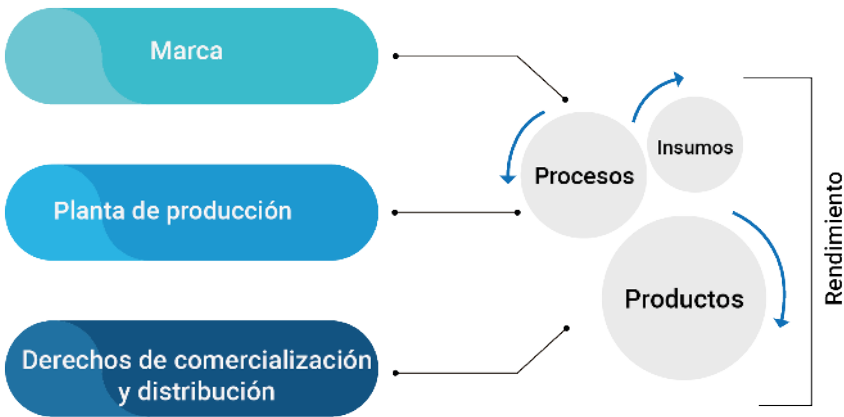 Marca
Planta de producción
Derechos de comercialización
y distribución
Procesos
Insumos
Productos
Rendimiento